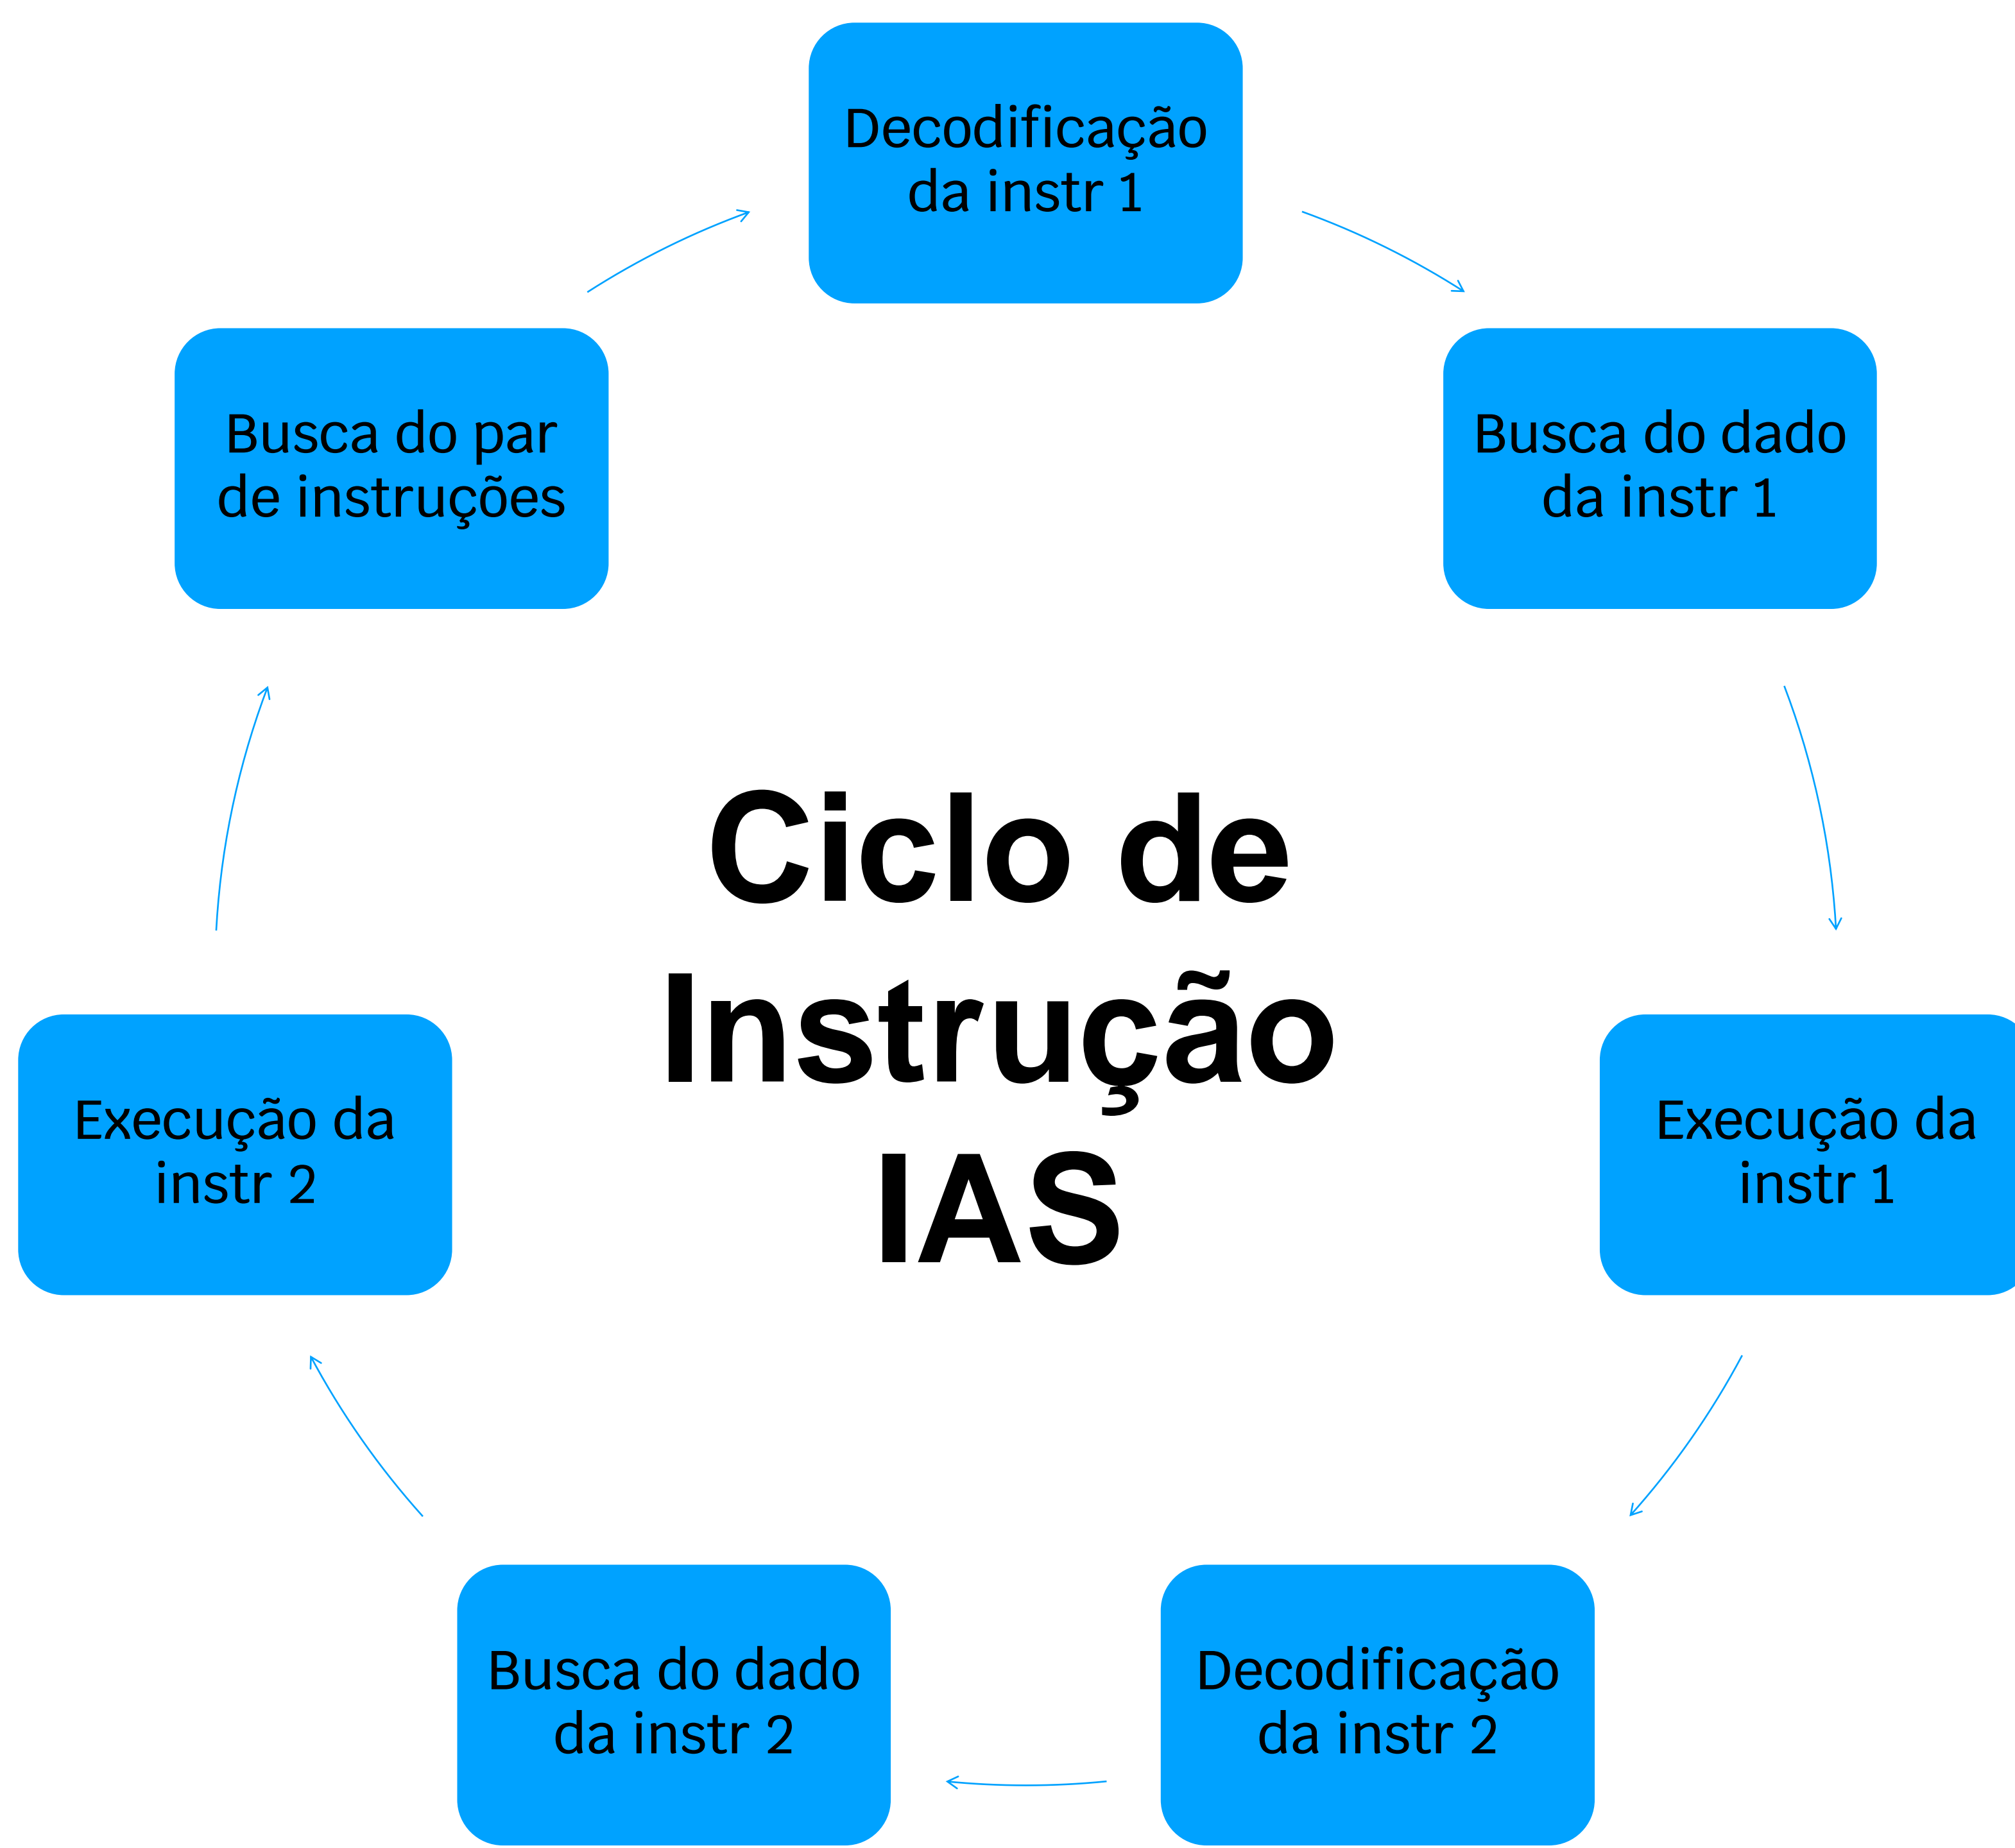 Decodificação
da instr 1
Busca do par
de instruções
Busca do dado
da instr 1
Ciclo de
Instrução
IAS
Execução da
instr 2
Execução da
instr 1
Busca do dado
da instr 2
Decodificação
da instr 2